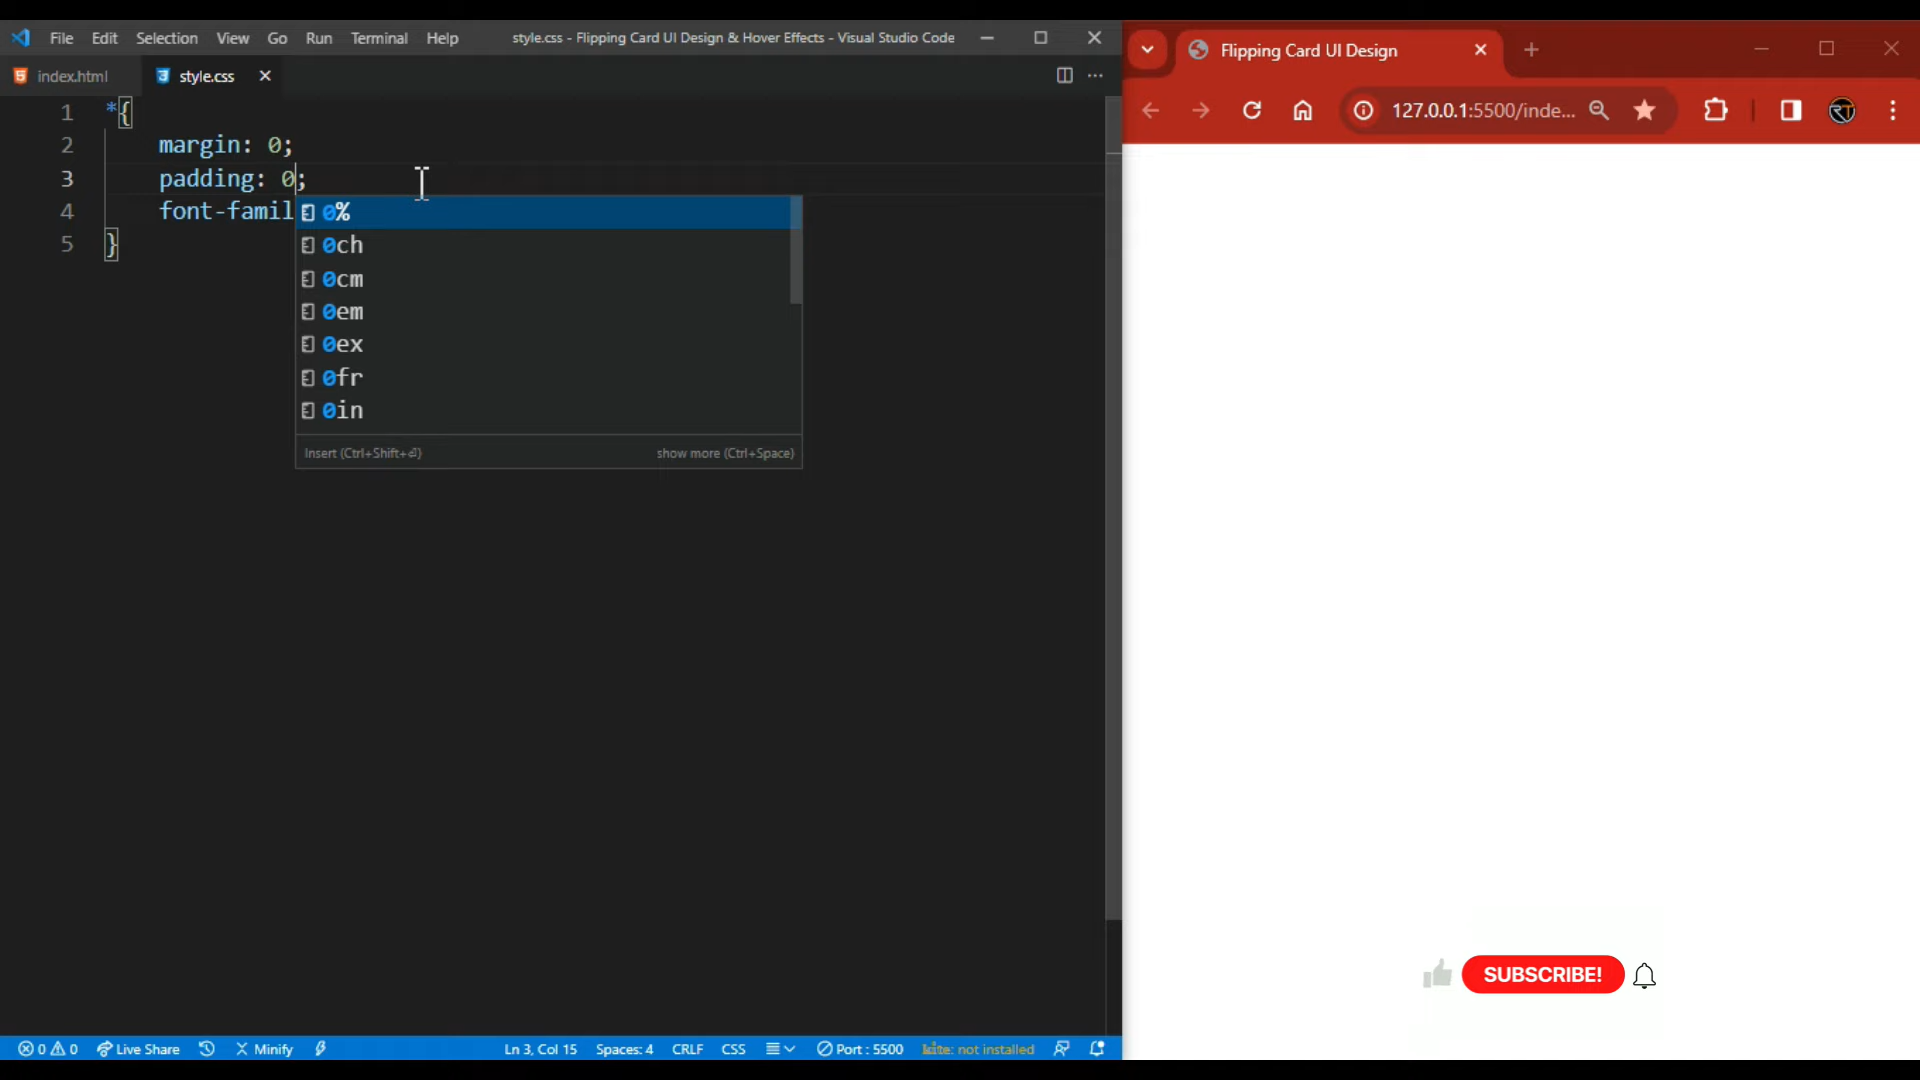 File Edit Selection View Go Run Terminal Help style.css - Flipping Card UI Design & Hover Effects - Visual Studio Code
index.html style.css
1 *{
2 margin: 0;
3 padding: 0;
4 font-famil
5 }
0%
0ch
0cm
0em
0ex
0fr
0in
Insert (Ctrl+Shift+⏎) show more (Ctrl+Space)
0 0 Live Share Minify Ln 3, Col 15 Spaces: 4 CRLF CSS Port : 5500 kite: not installed
Flipping Card UI Design
127.0.0.1:5500/inde...
RT
SUBSCRIBE!